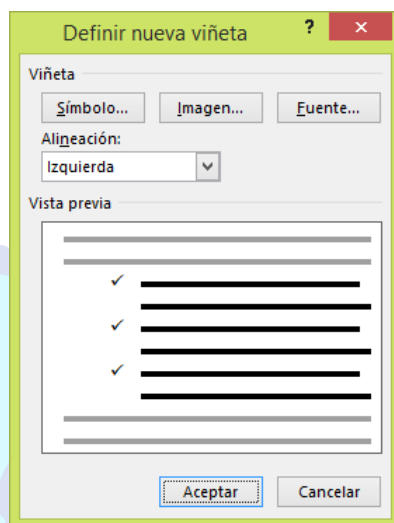 Definir nueva viñeta ? ×
Viñeta
Símbolo... Imagen... Fuente...
Alineación:
Izquierda
Vista previa
Aceptar Cancelar